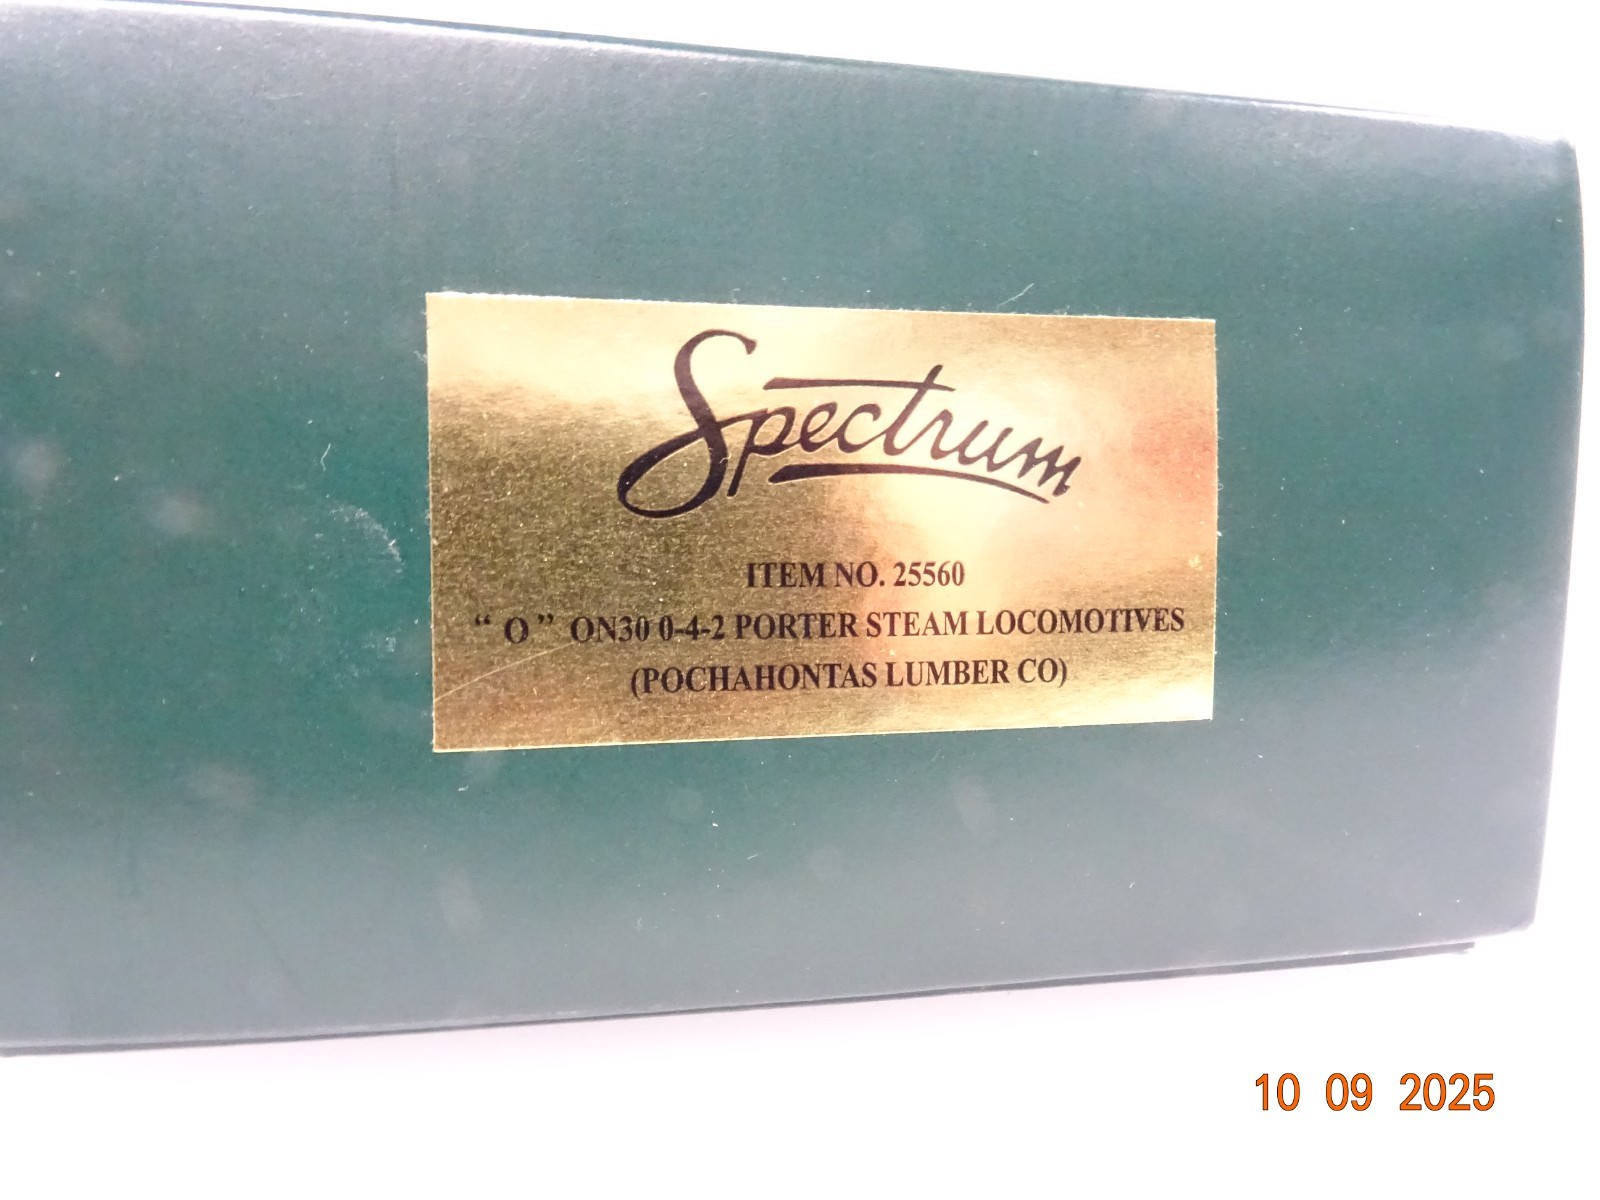 Spectrum
ITEM NO. 25560
“ O ” ON30 0-4-2 PORTER STEAM LOCOMOTIVES
(POCHAHONTAS LUMBER CO)
10 09 2025